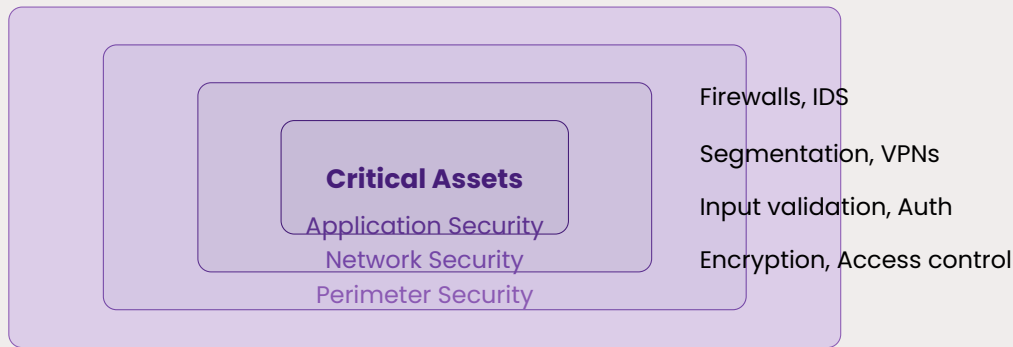 Critical Assets
Application Security
Network Security
Perimeter Security
Firewalls, IDS
Segmentation, VPNs
Input validation, Auth
Encryption, Access control